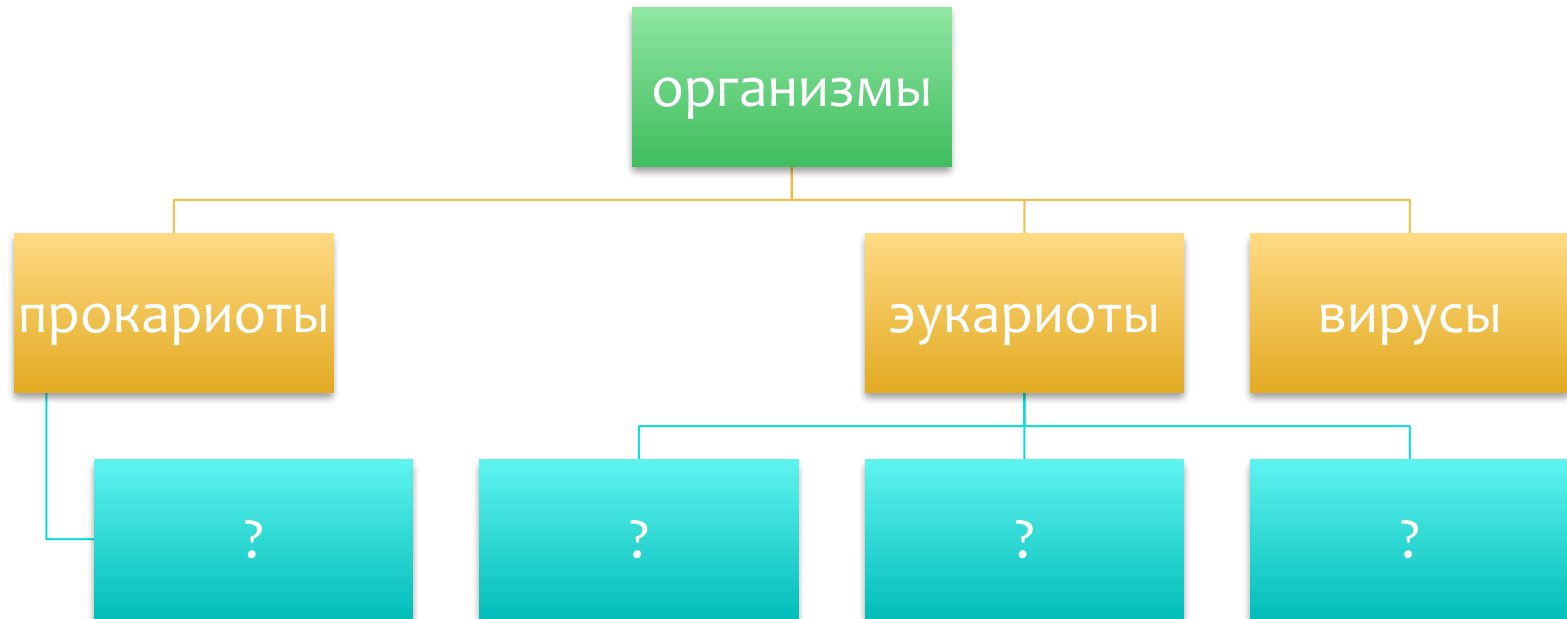 организмы
прокариоты
эукариоты
вирусы
?
?
?
?